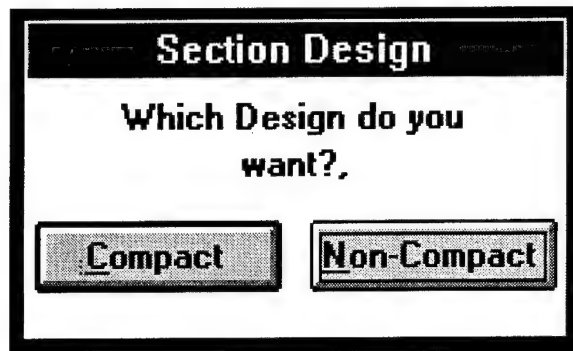 Section Design
Which Design do you
want?,
Compact
Non-Compact